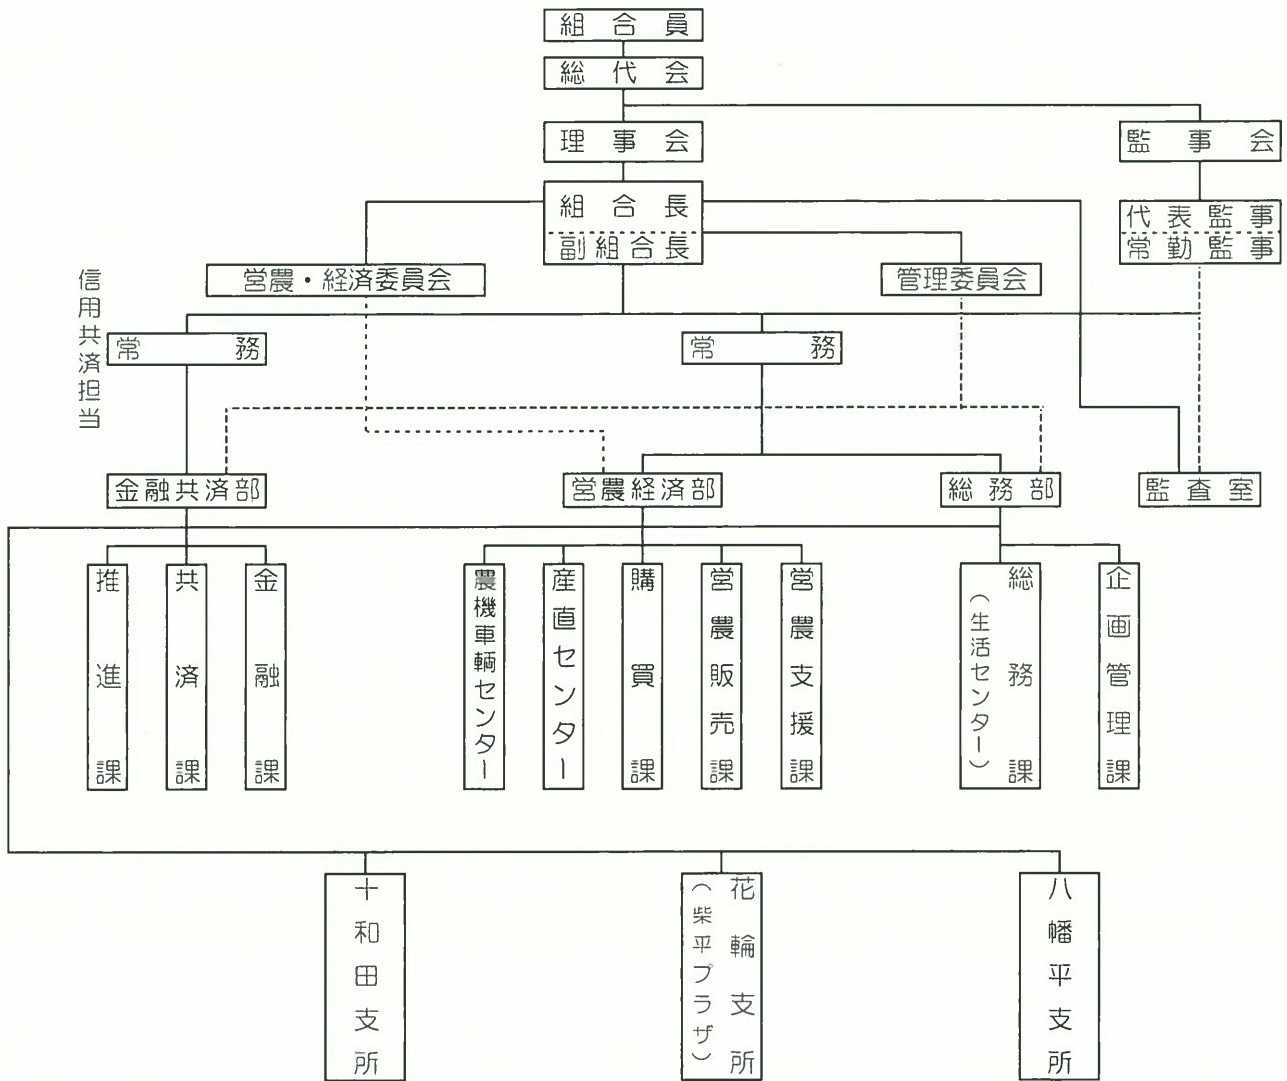 組合員
総代会
理事会
監事会
組合長
副組合長
代表監事
常勤監事
営農・経済委員会
管理委員会
信用共済担当
常務
常務
金融共済部
営農経済部
総務部
監査室
推進課
共済課
金融課
農機車輌センター
産直センター
購買課
営農販売課
営農支援課
総務課
(生活センター)
企画管理課
十和田支所
花輪支所
(柴平プラザ)
八幡平支所